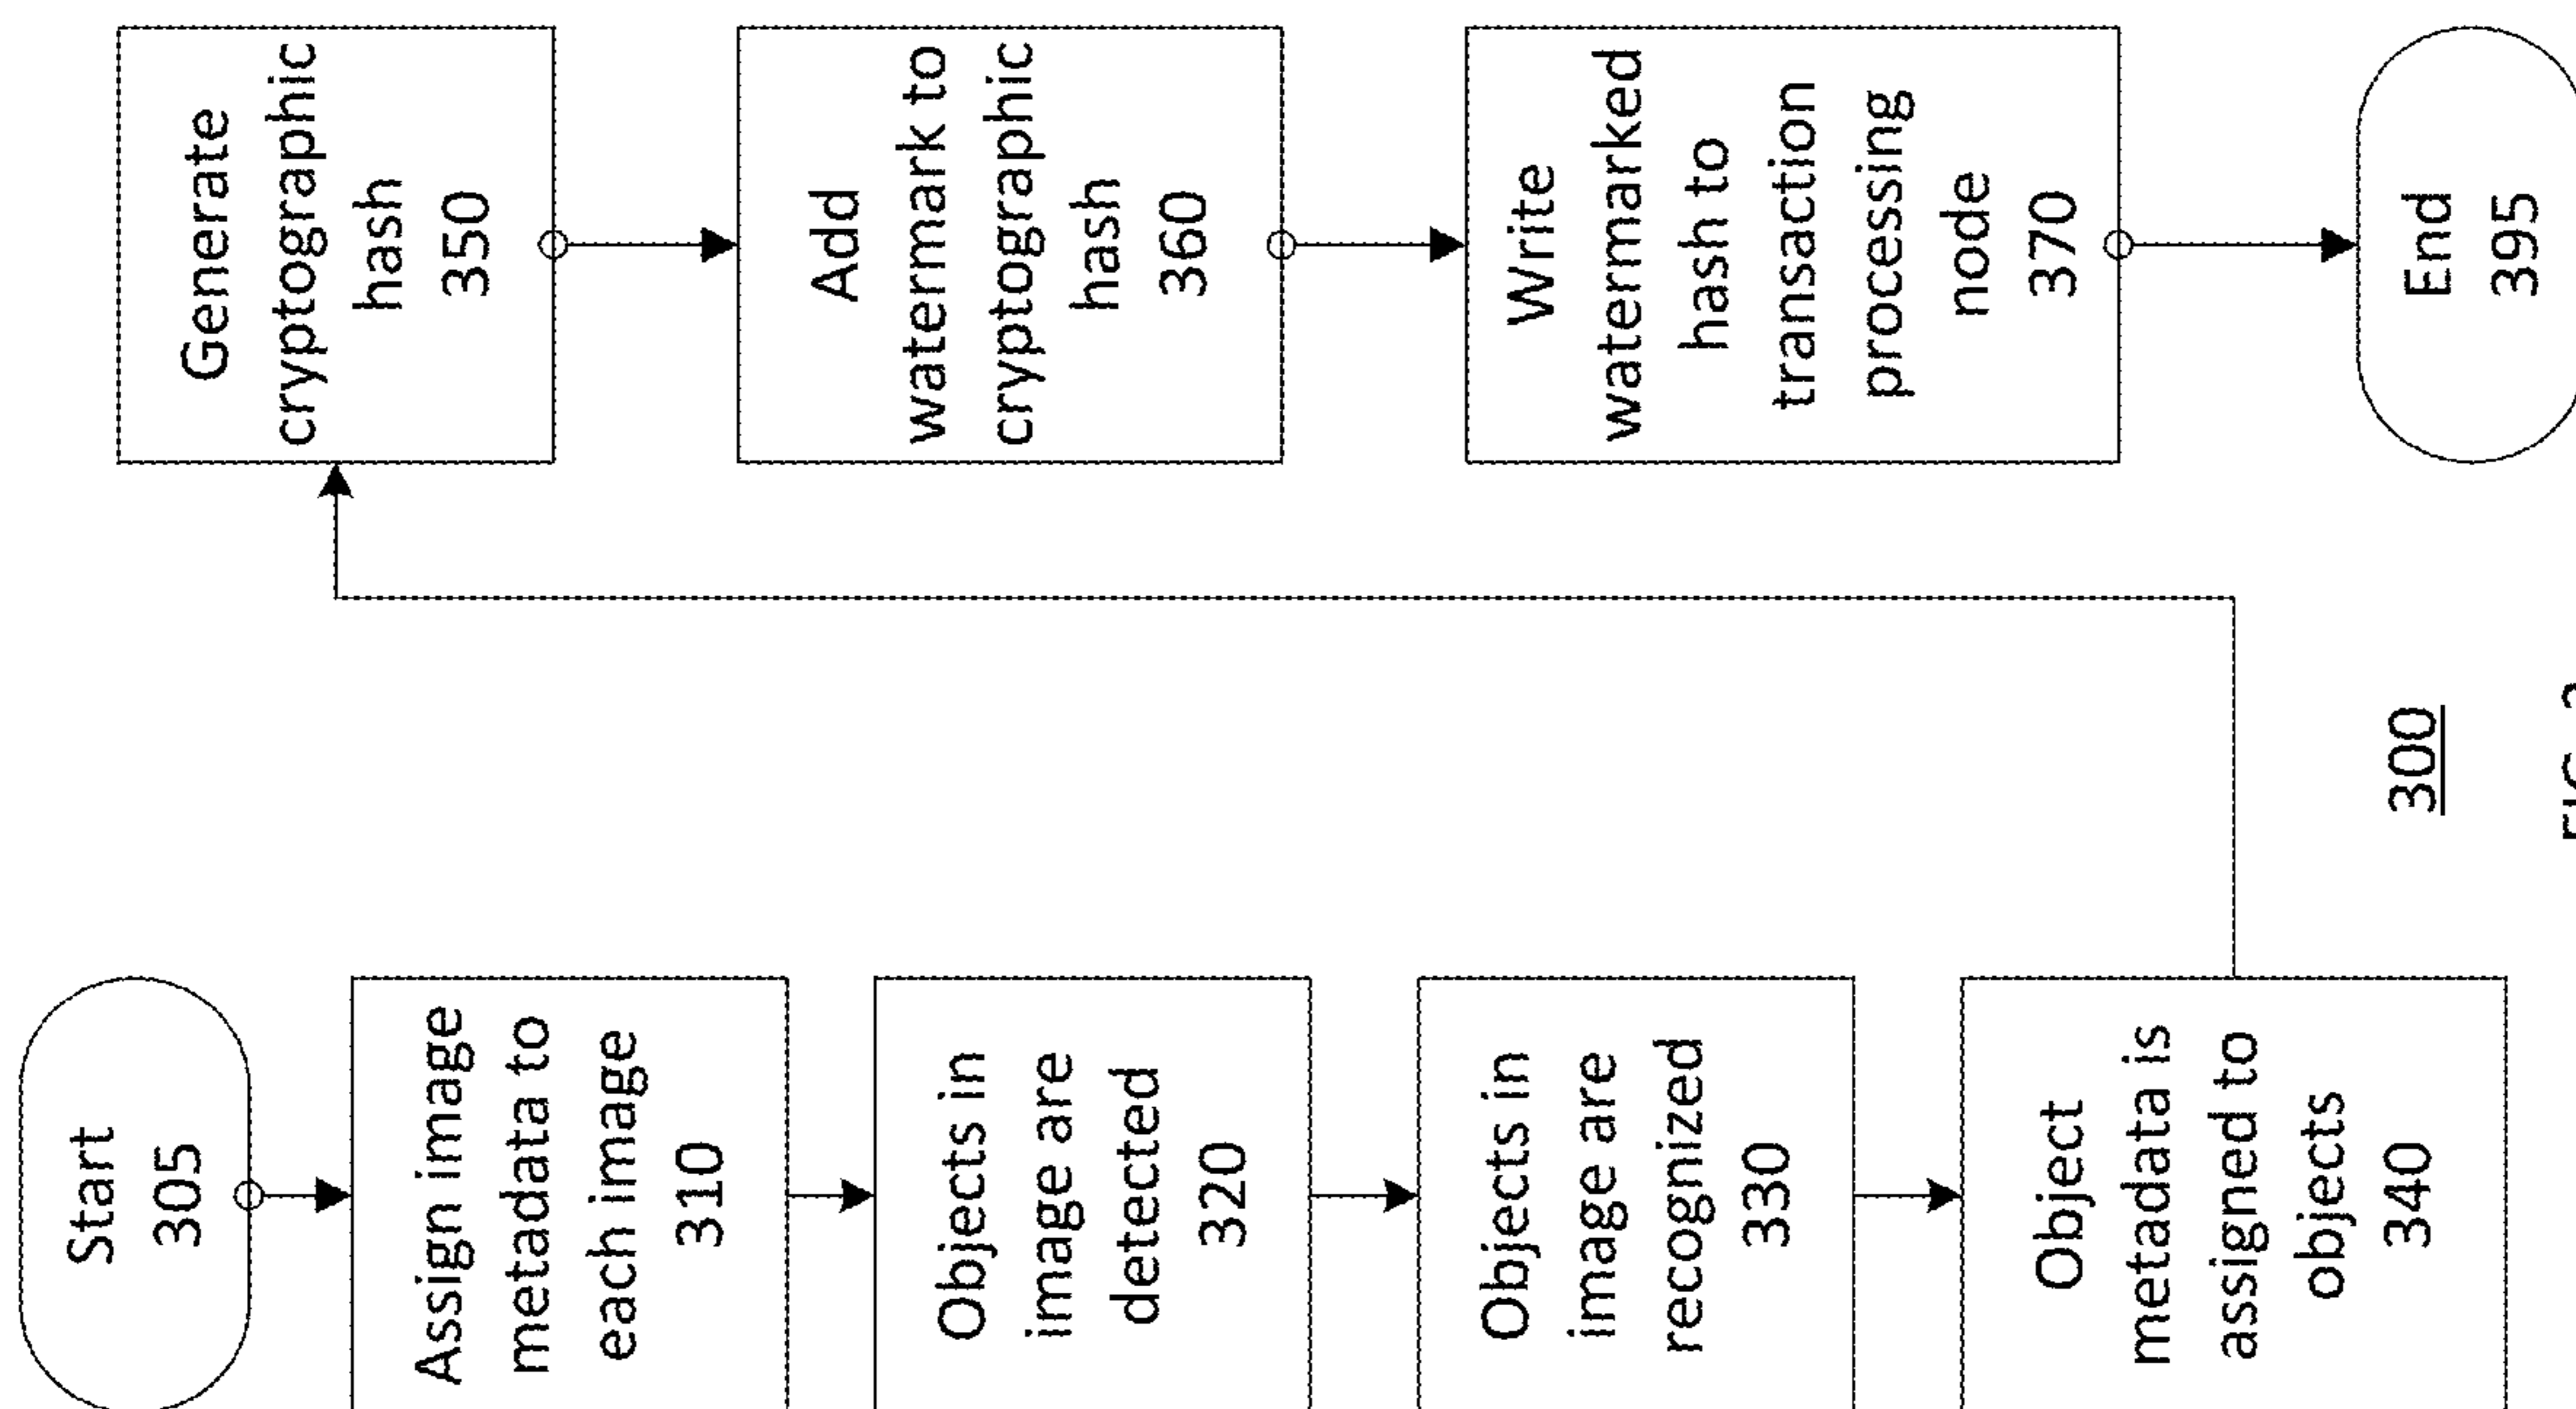 Start
305
Assign image
metadata to
each image
310
Objects in
image are
detected
320
Objects in
image are
recognized
330
Object
metadata is
assigned to
objects
340
Generate
cryptographic
hash
350
Add
watermark to
cryptographic
hash
360
Write
watermarked
hash to
transaction
processing
node
370
End
395
300